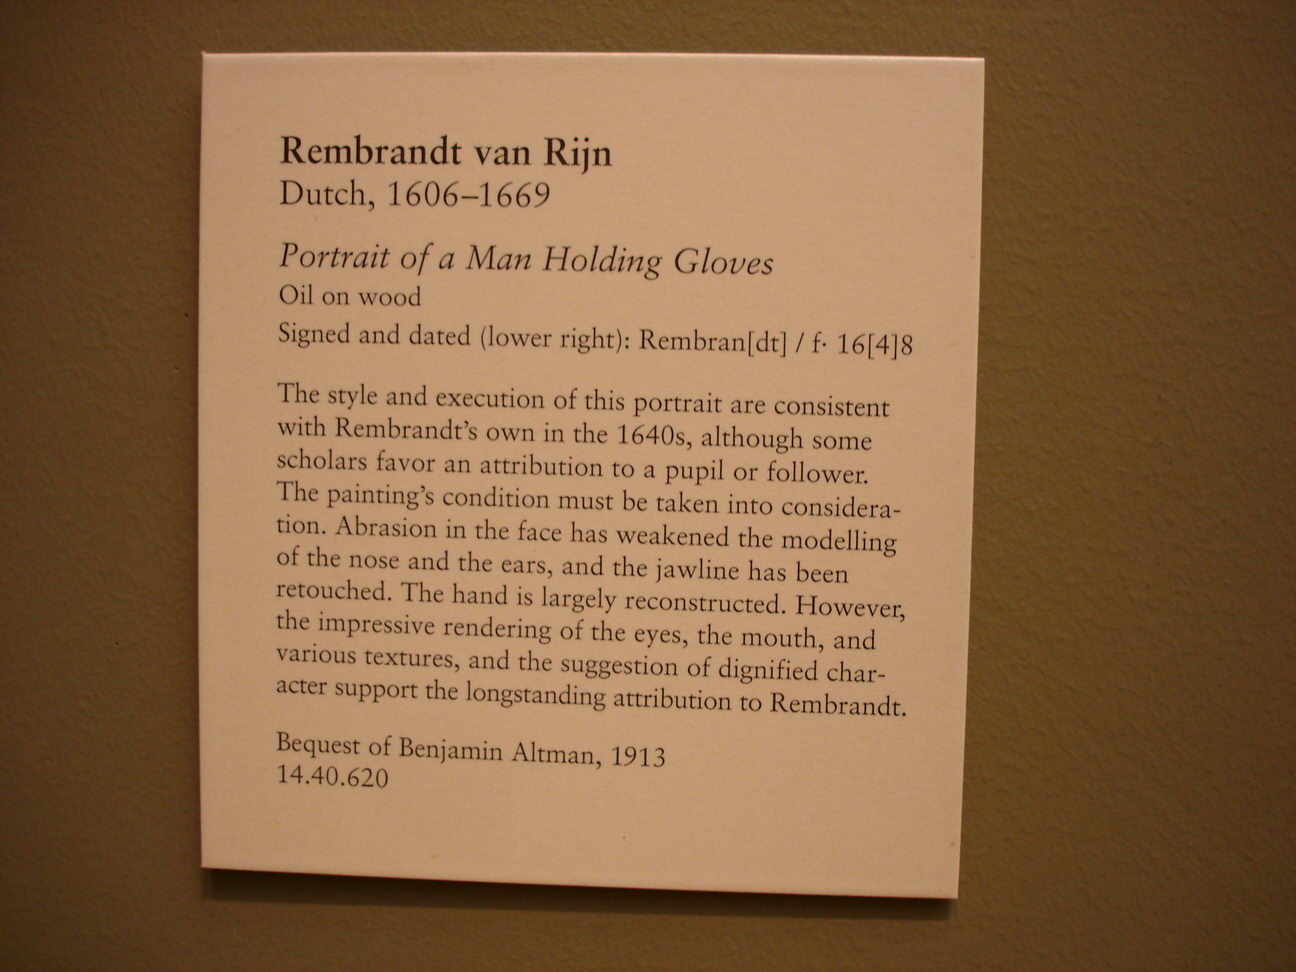 Rembrandt van Rijn
Dutch, 1606–1669
Portrait of a Man Holding Gloves
Oil on wood
Signed and dated (lower right): Rembran[dt] / f· 16[4]8
The style and execution of this portrait are consistent
with Rembrandt's own in the 1640s, although some
scholars favor an attribution to a pupil or follower.
The painting's condition must be taken into considera-
tion. Abrasion in the face has weakened the modelling
of the nose and the ears, and the jawline has been
retouched. The hand is largely reconstructed. However,
the impressive rendering of the eyes, the mouth, and
various textures, and the suggestion of dignified char-
acter support the longstanding attribution to Rembrandt.
Bequest of Benjamin Altman, 1913
14.40.620